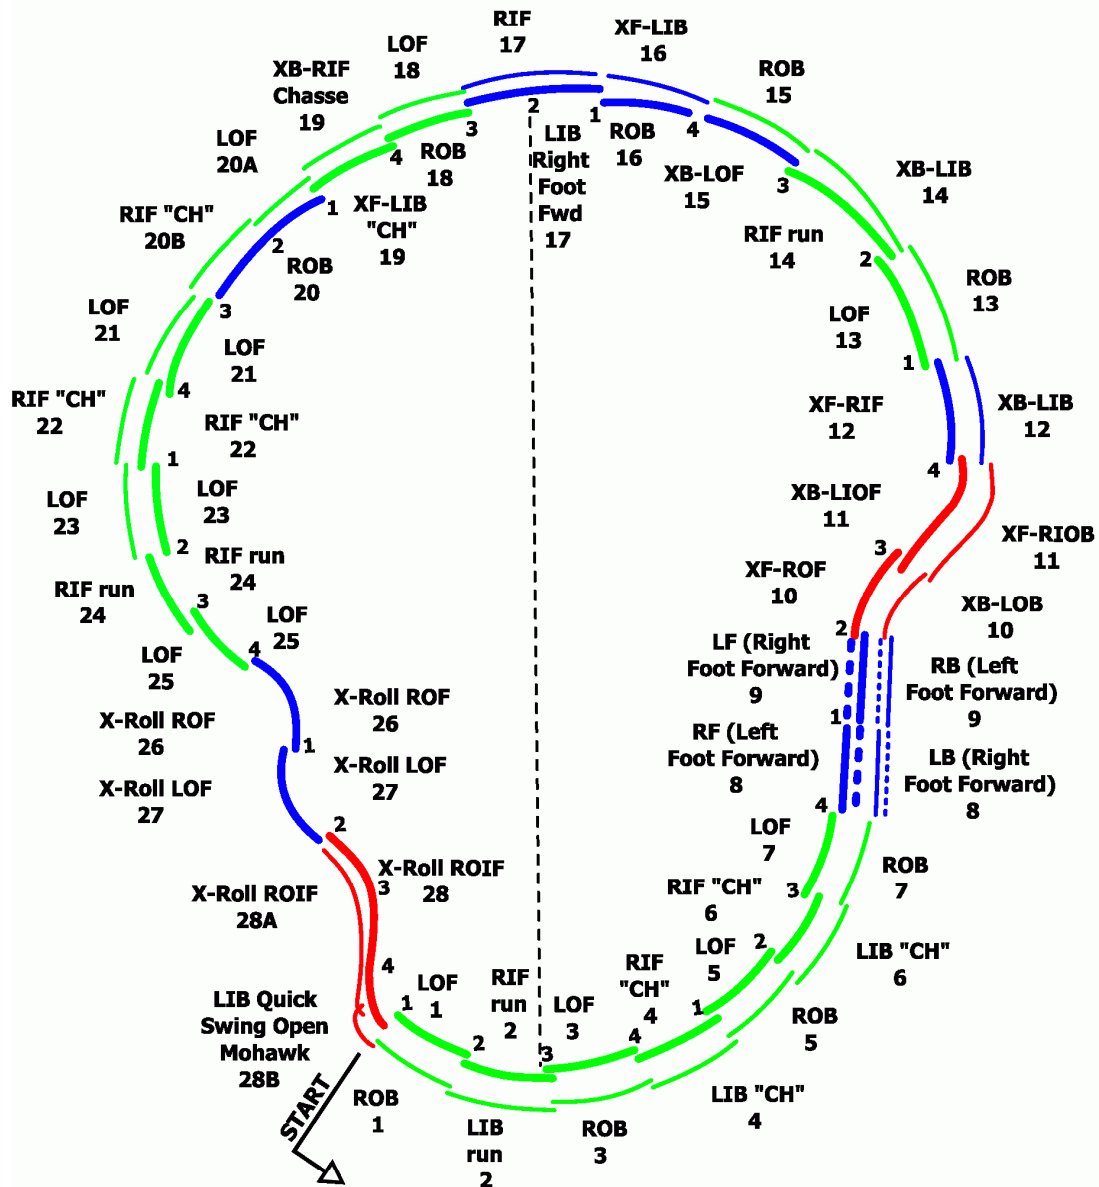 RIF
17
XF-LIB
16
LOF
18
XB-RIF
Chasse
19
ROB
15
LOF
20A
XB-LIB
14
RIF "CH"
20B
ROB
13
LOF
21
XB-LIB
12
RIF "CH"
22
XF-RIOB
11
LOF
23
XB-LOB
10
RIF run
24
RB (Left
Foot Forward)
9
LOF
25
LB (Right
Foot Forward)
8
X-Roll ROF
26
ROB
7
X-Roll LOF
27
LIB "CH"
6
X-Roll ROIF
28A
ROB
5
LIB Quick
Swing Open
Mohawk
28B
LIB "CH"
4
START
ROB
1
LIB
run
2
ROB
3
2
LIB
Right
Foot
Fwd
17
1
ROB
16
4
XB-LOF
15
3
RIF run
14
2
LOF
13
1
XF-RIF
12
4
XB-LIOF
11
3
XF-ROF
10
2
LF (Right
Foot Forward)
9
1
RF (Left
Foot Forward)
8
4
LOF
7
3
RIF "CH"
6
2
LOF
5
1
RIF
"CH"
4
4
LOF
3
3
RIF
run
2
2
LOF
1
1
3
ROB
18
4
XF-LIB
"CH"
19
1
2
ROB
20
3
LOF
21
4
RIF "CH"
22
1
LOF
23
2
RIF run
24
3
LOF
25
4
X-Roll ROF
26
1
X-Roll LOF
27
2
X-Roll ROIF
28
3
4